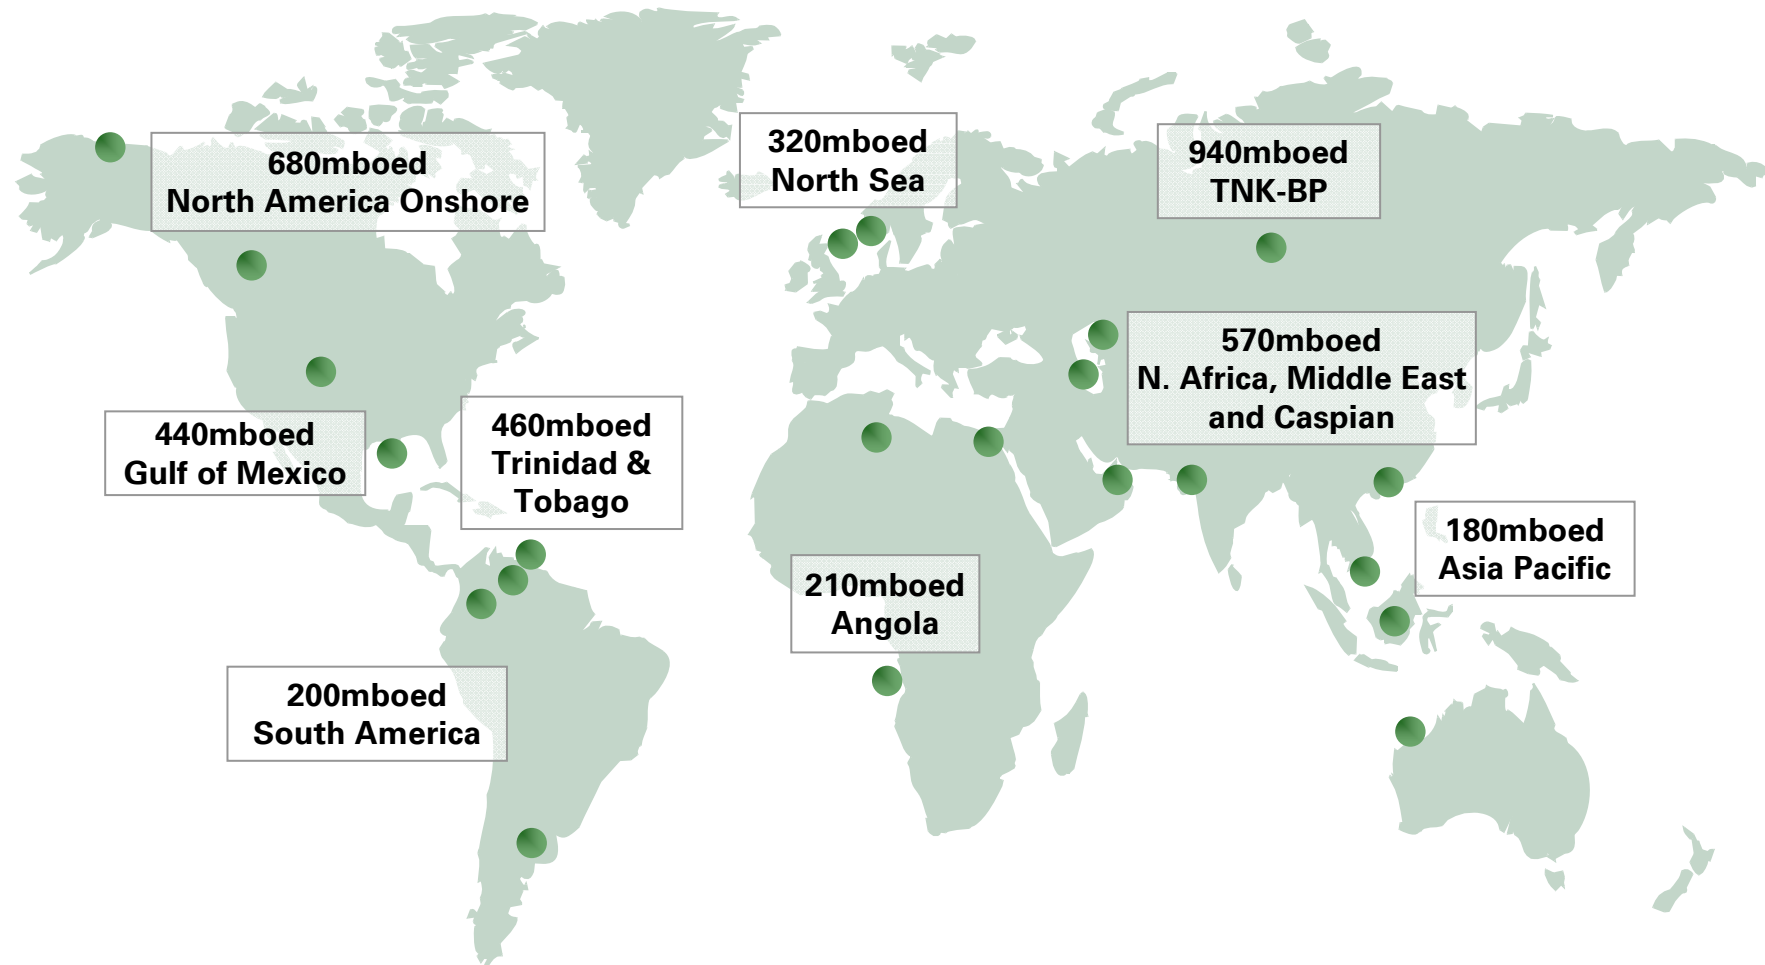 680mboed
North America Onshore
320mboed
North Sea
940mboed
TNK-BP
570mboed
N. Africa, Middle East
and Caspian
440mboed
Gulf of Mexico
460mboed
Trinidad &
Tobago
180mboed
Asia Pacific
210mboed
Angola
200mboed
South America